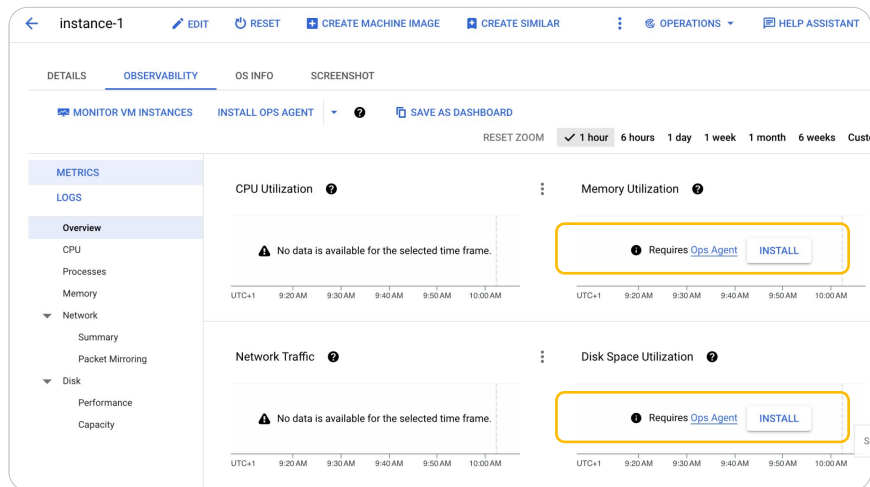 instance-1 EDIT RESET CREATE MACHINE IMAGE CREATE SIMILAR OPERATIONS HELP ASSISTANT
DETAILS OBSERVABILITY OS INFO SCREENSHOT
MONITOR VM INSTANCES INSTALL OPS AGENT SAVE AS DASHBOARD
RESET ZOOM 1 hour 6 hours 1 day 1 week 1 month 6 weeks
METRICS
LOGS
Overview
CPU
Processes
Memory
Network
Summary
Packet Mirroring
Disk
Performance
Capacity
CPU Utilization
No data is available for the selected time frame.
UTC+1 9:20 AM 9:30 AM 9:40 AM 9:50 AM 10:00 AM
Memory Utilization
Requires Ops Agent INSTALL
UTC+1 9:20 AM 9:30 AM 9:40 AM 9:50 AM 10:00 AM
Network Traffic
No data is available for the selected time frame.
UTC+1 9:20 AM 9:30 AM 9:40 AM 9:50 AM 10:00 AM
Disk Space Utilization
Requires Ops Agent INSTALL
UTC+1 9:20 AM 9:30 AM 9:40 AM 9:50 AM 10:00 AM